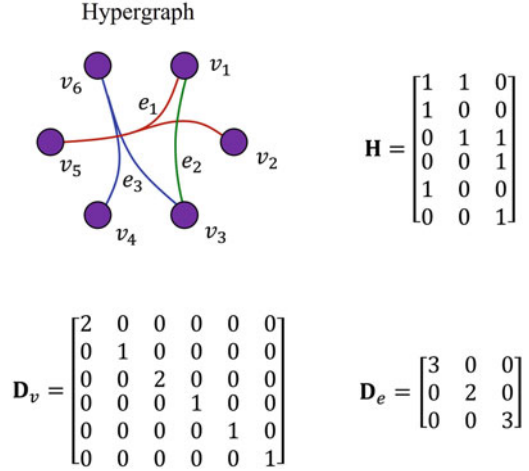 Hypergraph
v₆ v₁
e₁
v₅ e₂ v₂
e₃
v₄ v₃
H =
1 1 0
1 0 0
0 1 1
0 0 1
1 0 0
0 0 1
D_v =
2 0 0 0 0 0
0 1 0 0 0 0
0 0 2 0 0 0
0 0 0 1 0 0
0 0 0 0 1 0
0 0 0 0 0 1
D_e =
3 0 0
0 2 0
0 0 3